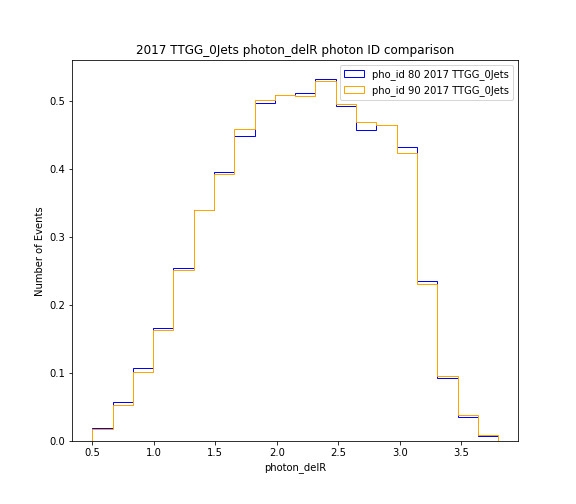 2017 TTGG_0Jets photon_delR photon ID comparison
pho_id 80 2017 TTGG_0Jets
pho_id 90 2017 TTGG_0Jets
0.5
0.4
0.3
0.2
0.1
0.0
Number of Events
0.5 1.0 1.5 2.0 2.5 3.0 3.5
photon_delR